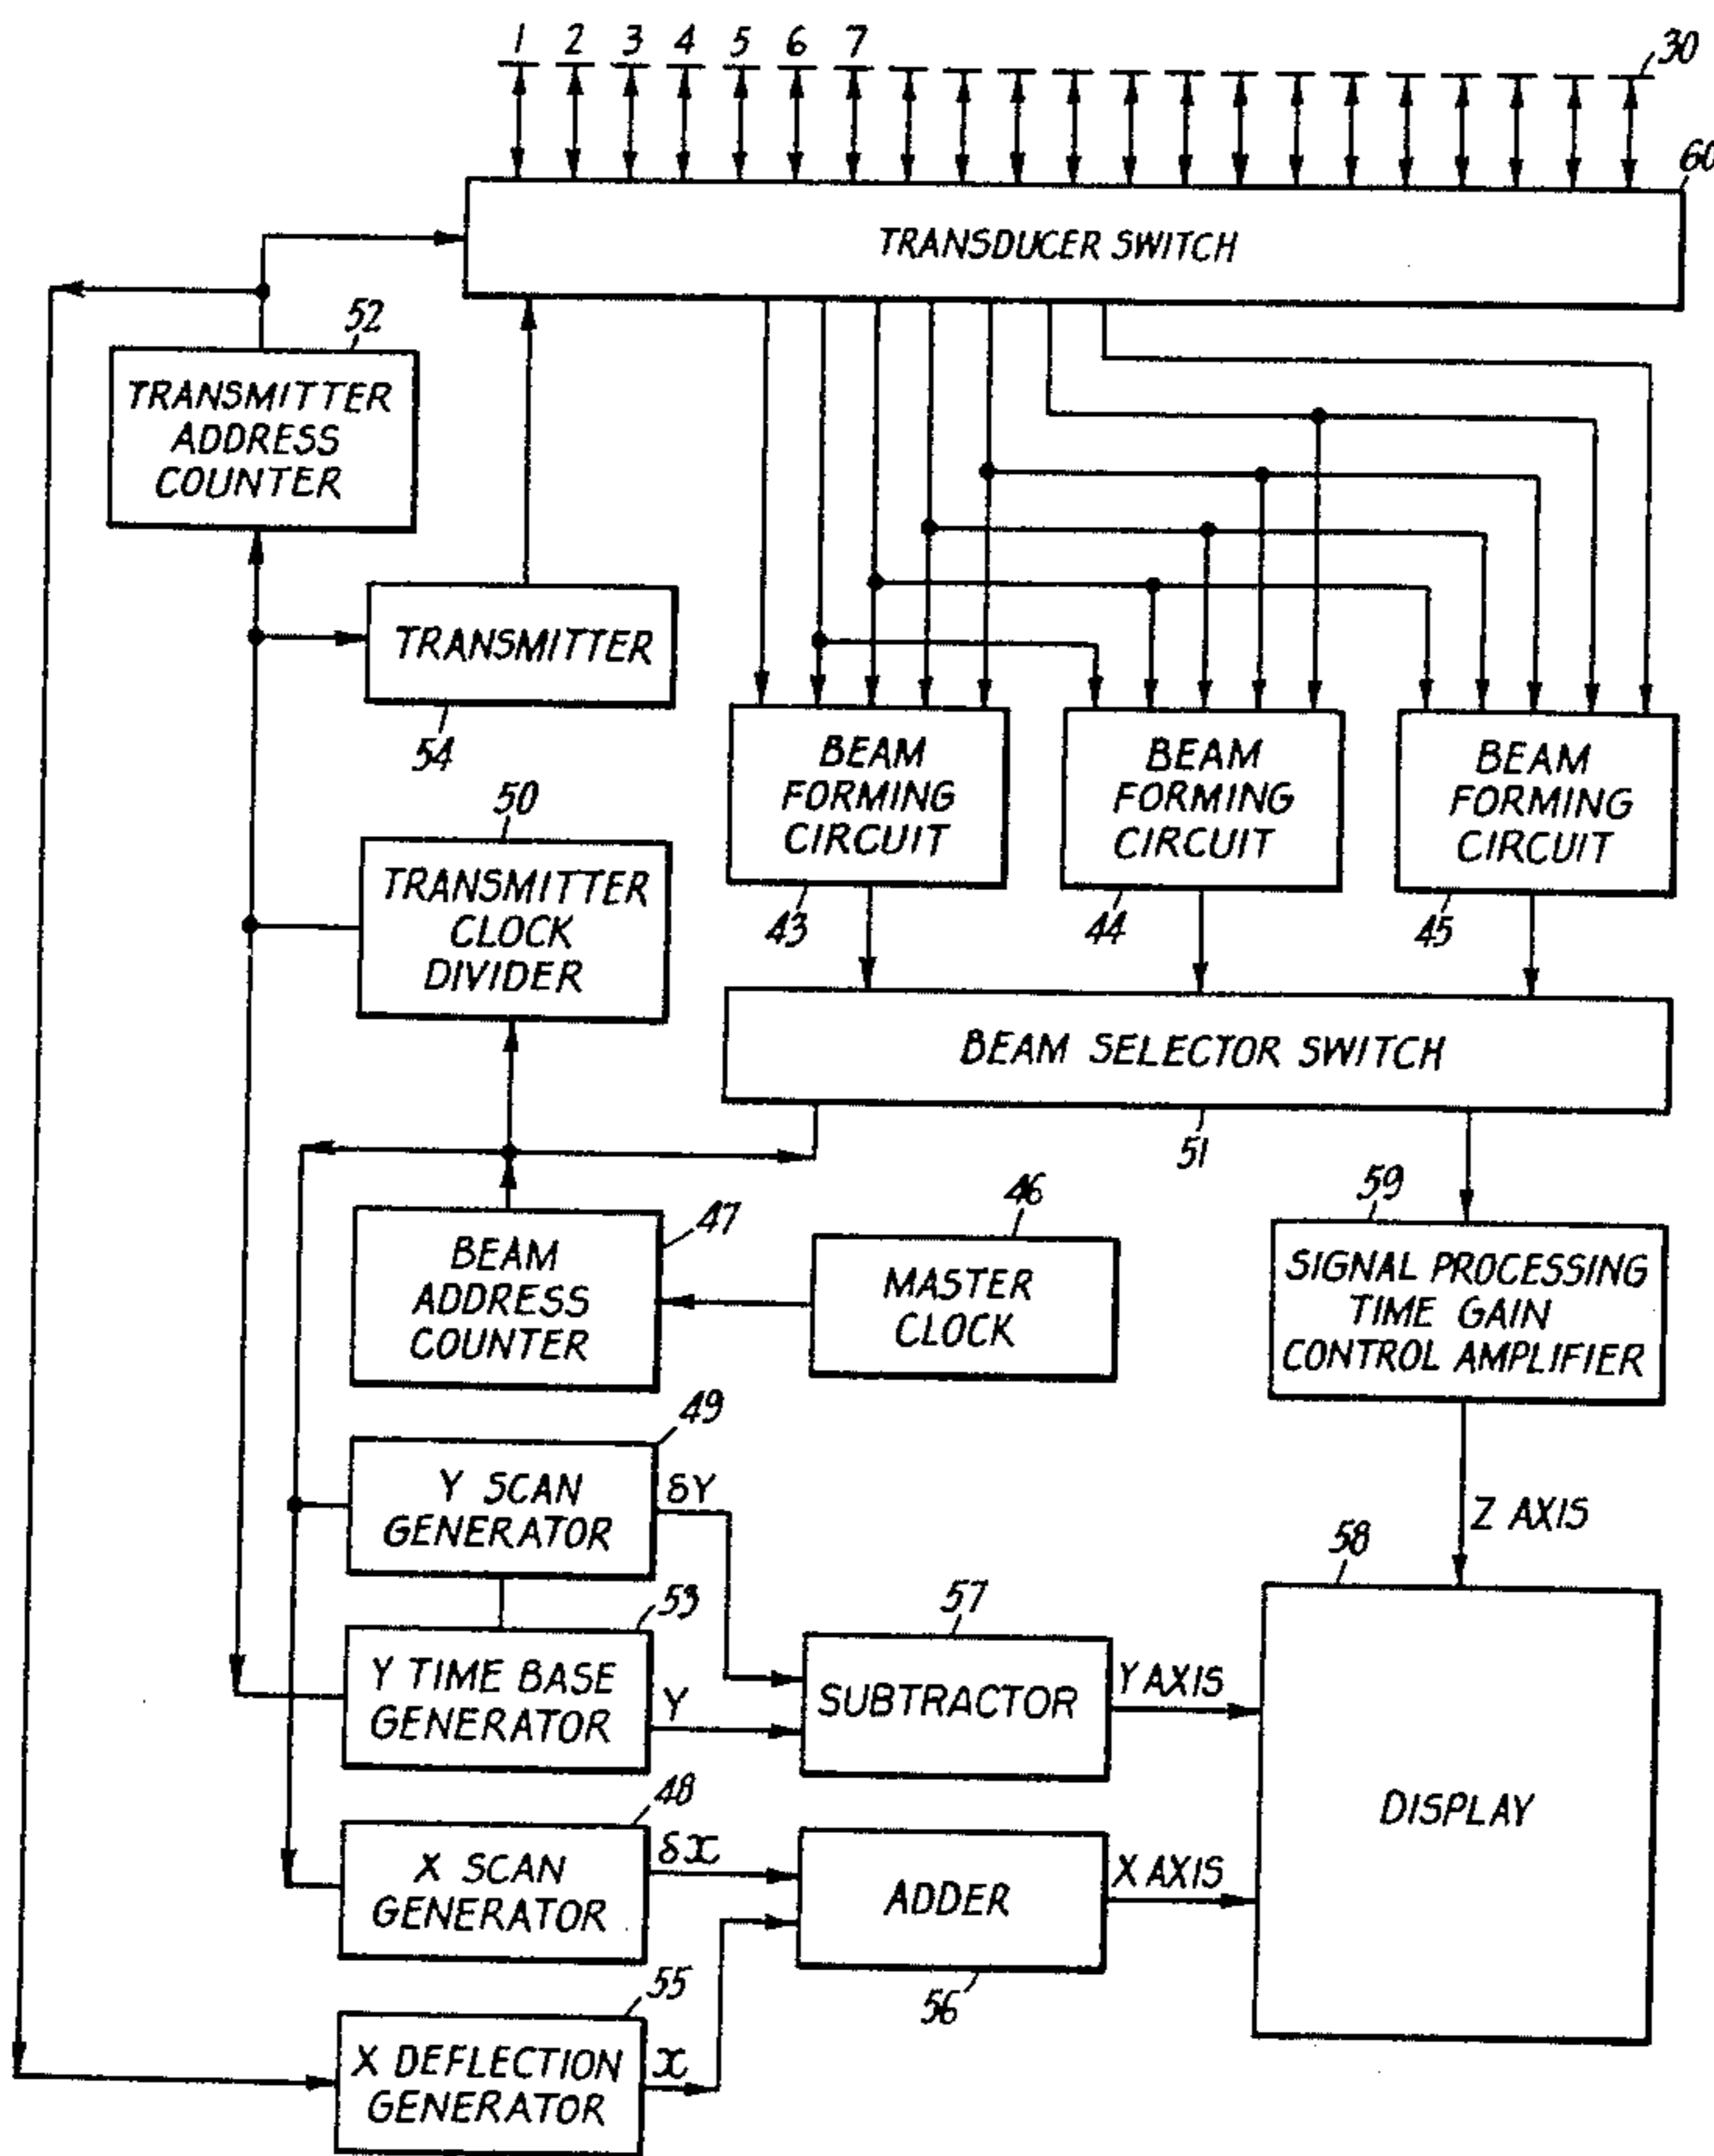 1 2 3 4 5 6 7
30
60
TRANSDUCER SWITCH
52
TRANSMITTER
ADDRESS
COUNTER
TRANSMITTER
54
BEAM
FORMING
CIRCUIT
43
BEAM
FORMING
CIRCUIT
44
BEAM
FORMING
CIRCUIT
45
50
TRANSMITTER
CLOCK
DIVIDER
BEAM SELECTOR SWITCH
51
47
BEAM
ADDRESS
COUNTER
46
MASTER
CLOCK
59
SIGNAL PROCESSING
TIME GAIN
CONTROL AMPLIFIER
Z AXIS
49
Y SCAN
GENERATOR
δY
53
Y TIME BASE
GENERATOR
Y
57
SUBTRACTOR
Y AXIS
58
DISPLAY
48
X SCAN
GENERATOR
δx
ADDER
56
X AXIS
55
X DEFLECTION
GENERATOR
x